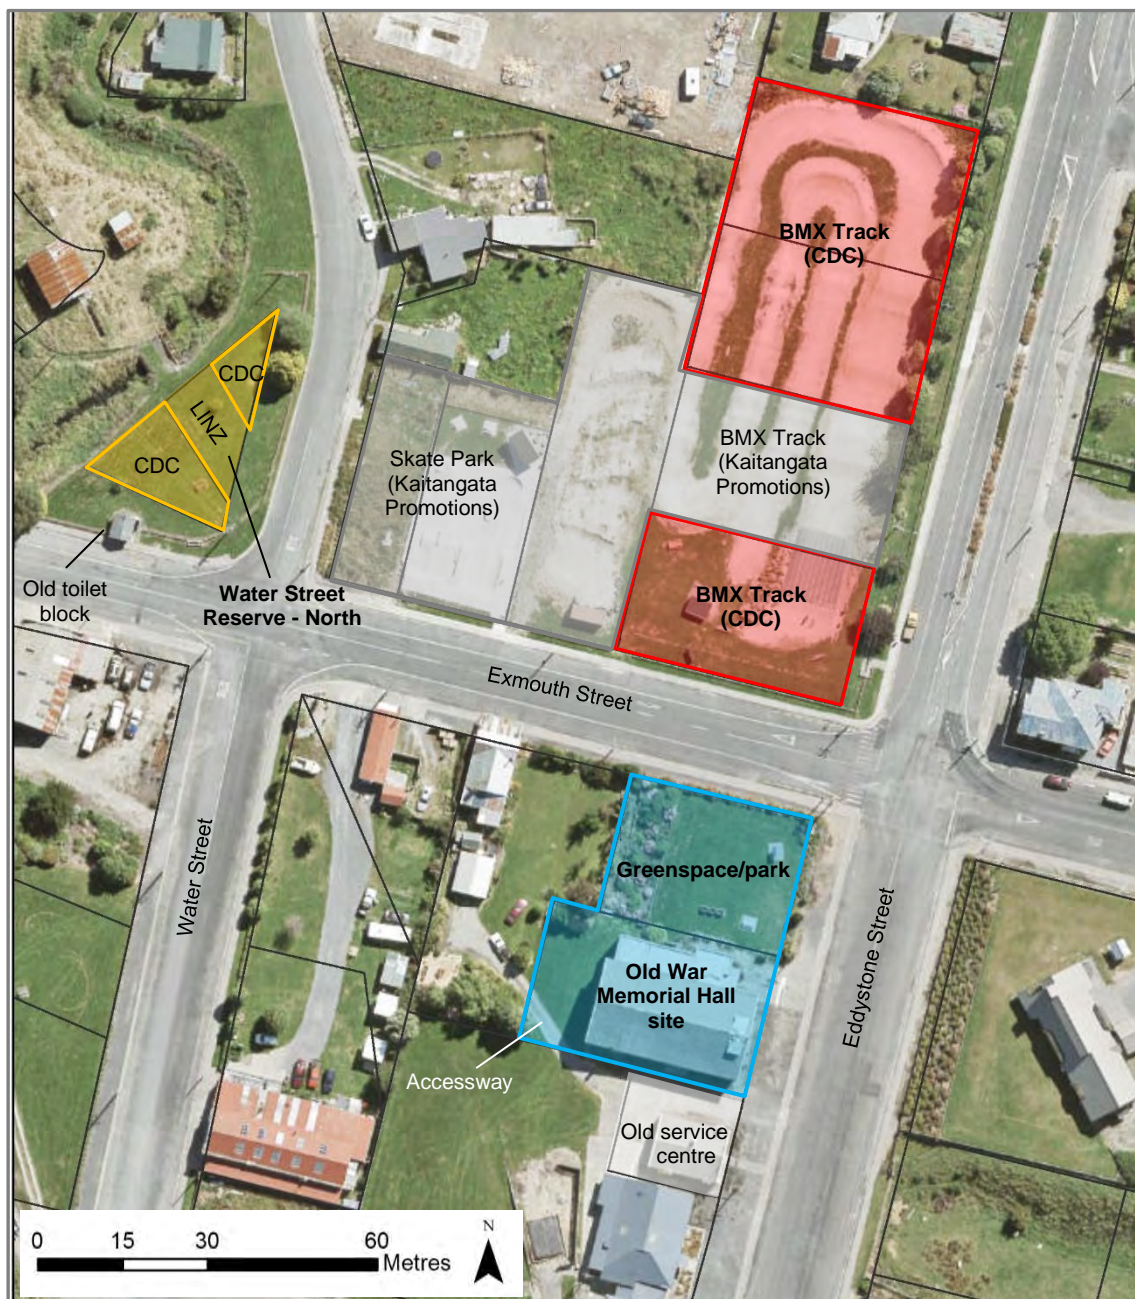 BMX Track
(CDC)
CDC
LINZ
CDC
Skate Park
(Kaitangata
Promotions)
BMX Track
(Kaitangata
Promotions)
Old toilet
block
Water Street
Reserve - North
BMX Track
(CDC)
Exmouth Street
Water Street
Greenspace/park
Old War
Memorial Hall
site
Eddystone Street
Accessway
Old service
centre
0 15 30 60
Metres
N